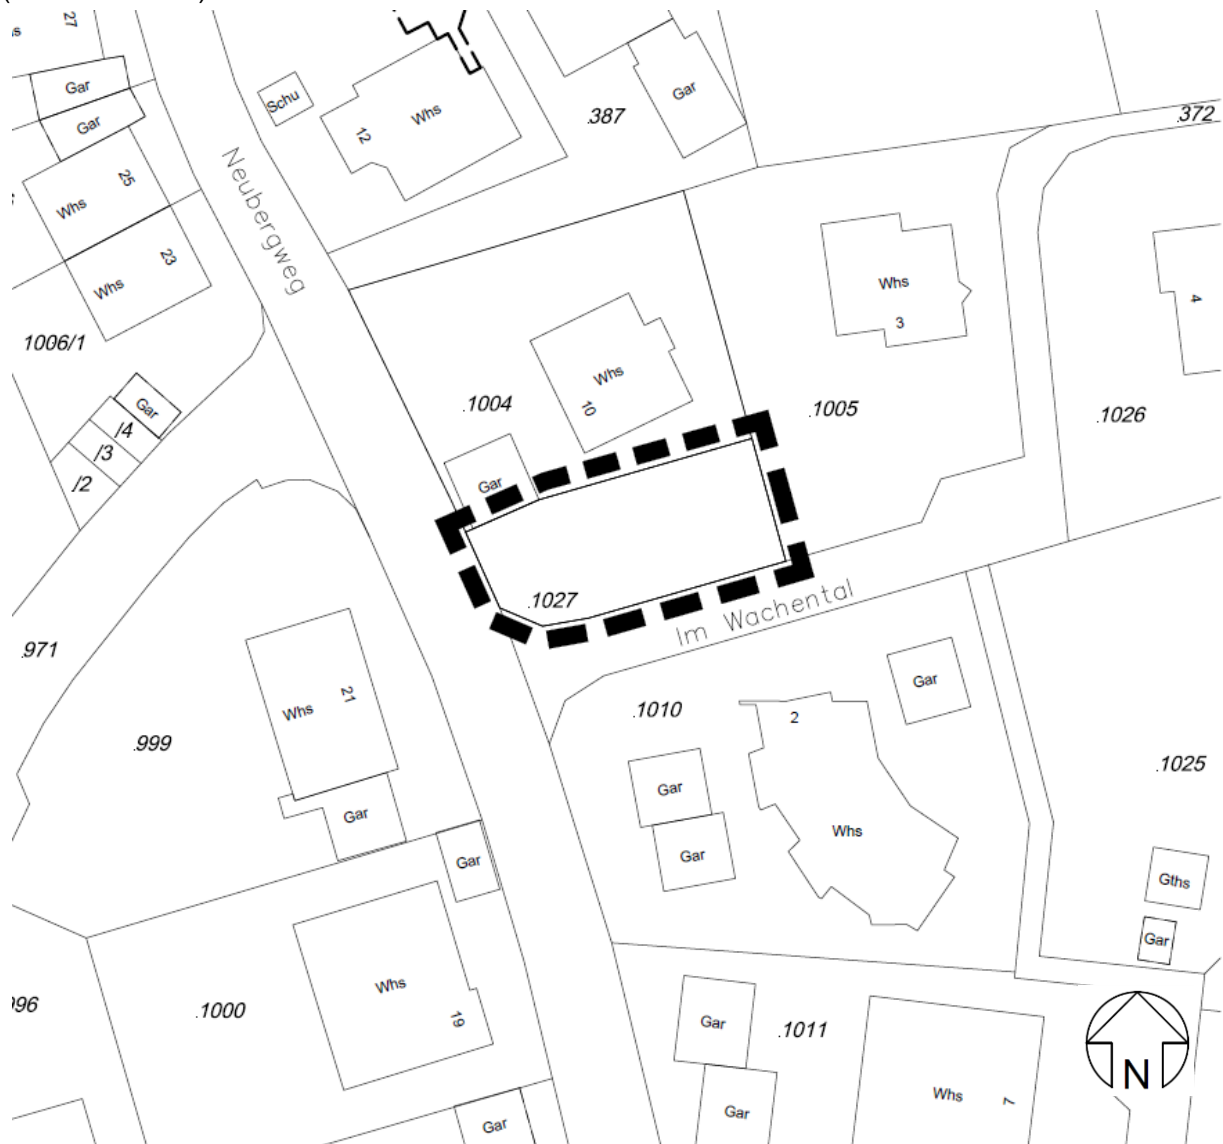 27
Gar
Gar
25
Whs
23
Whs
Neubergweg
Schu
12
Whs
.387
Gar
.372
Whs
3
4
1006/1
.1004
Whs
10
.1005
.1026
Gar
/4
/3
/2
Gar
.1027
Im Wachental
.971
Whs
21
.999
Gar
Gar
.1010
2
Gar
Gar
Gar
Whs
.1025
Gths
Gar
Whs
19
.1000
Gar
Gar
.1011
Gar
Whs
7
Gar
N